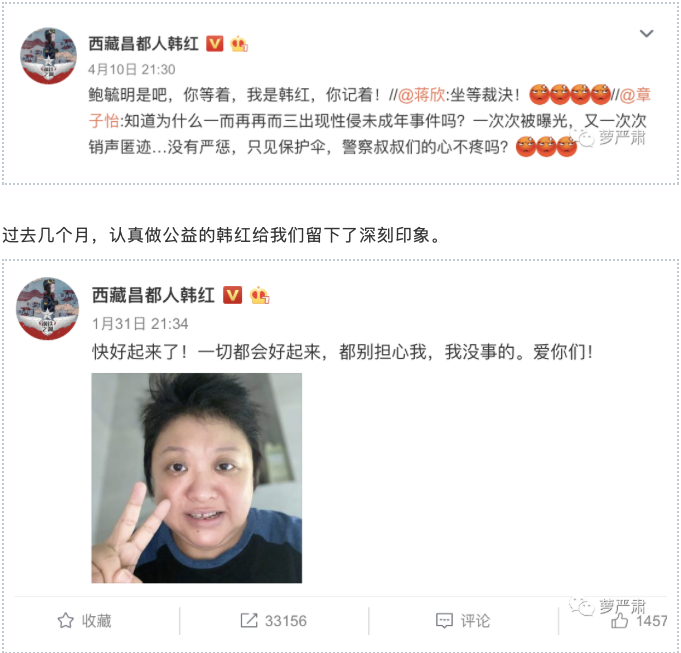 西藏昌都人韩红
4月10日 21:30
鲍毓明是吧，你等着，我是韩红，你记着！//@蒋欣:坐等裁决！//@章
子怡:知道为什么一而再再而三出现性侵未成年事件吗？一次次被曝光，又一次次
销声匿迹...没有严惩，只见保护伞，警察叔叔们的心不疼吗？
萝严肃
过去几个月，认真做公益的韩红给我们留下了深刻印象。
西藏昌都人韩红
1月31日 21:34
快好起来了！一切都会好起来，都别担心我，我没事的。爱你们！
萝严肃
收藏 33156 评论 1457